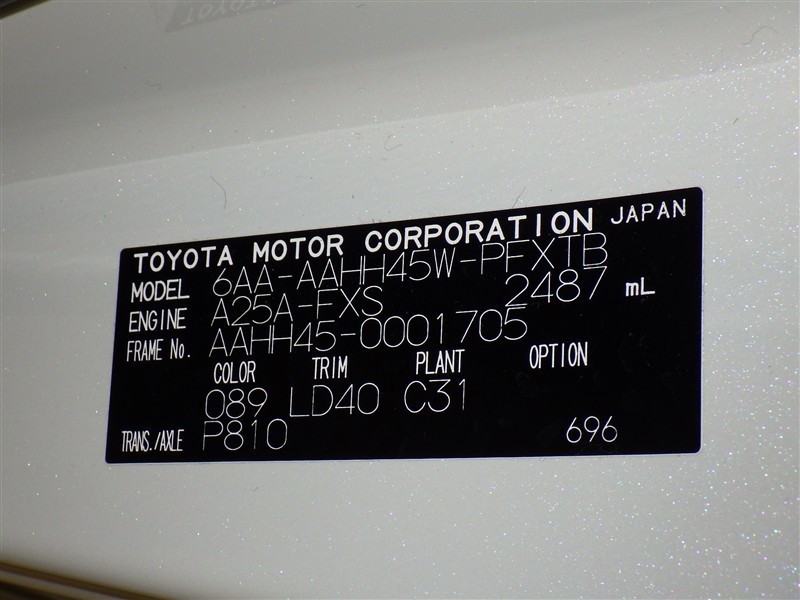 TOYOTA MOTOR CORPORATION JAPAN
MODEL 6AA-AAHH45W-PFXTB
ENGINE A25A-FXS 2487 mL
FRAME No. AAHH45-0001705
COLOR TRIM PLANT OPTION
089 LD40 C31
TRANS./AXLE P810 696